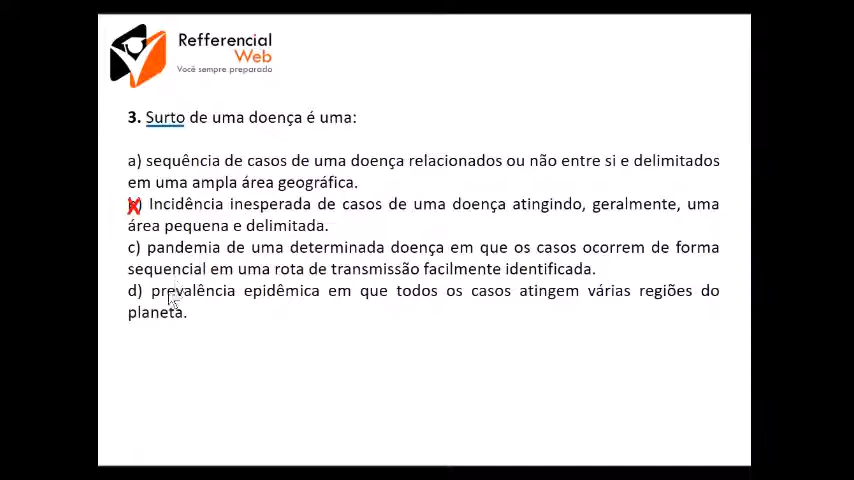 Refferencial
Web
Você sempre preparado
3. Surto de uma doença é uma:
a) sequência de casos de uma doença relacionados ou não entre si e delimitados
em uma ampla área geográfica.
b) Incidência inesperada de casos de uma doença atingindo, geralmente, uma
área pequena e delimitada.
c) pandemia de uma determinada doença em que os casos ocorrem de forma
sequencial em uma rota de transmissão facilmente identificada.
d) prevalência epidêmica em que todos os casos atingem várias regiões do
planeta.